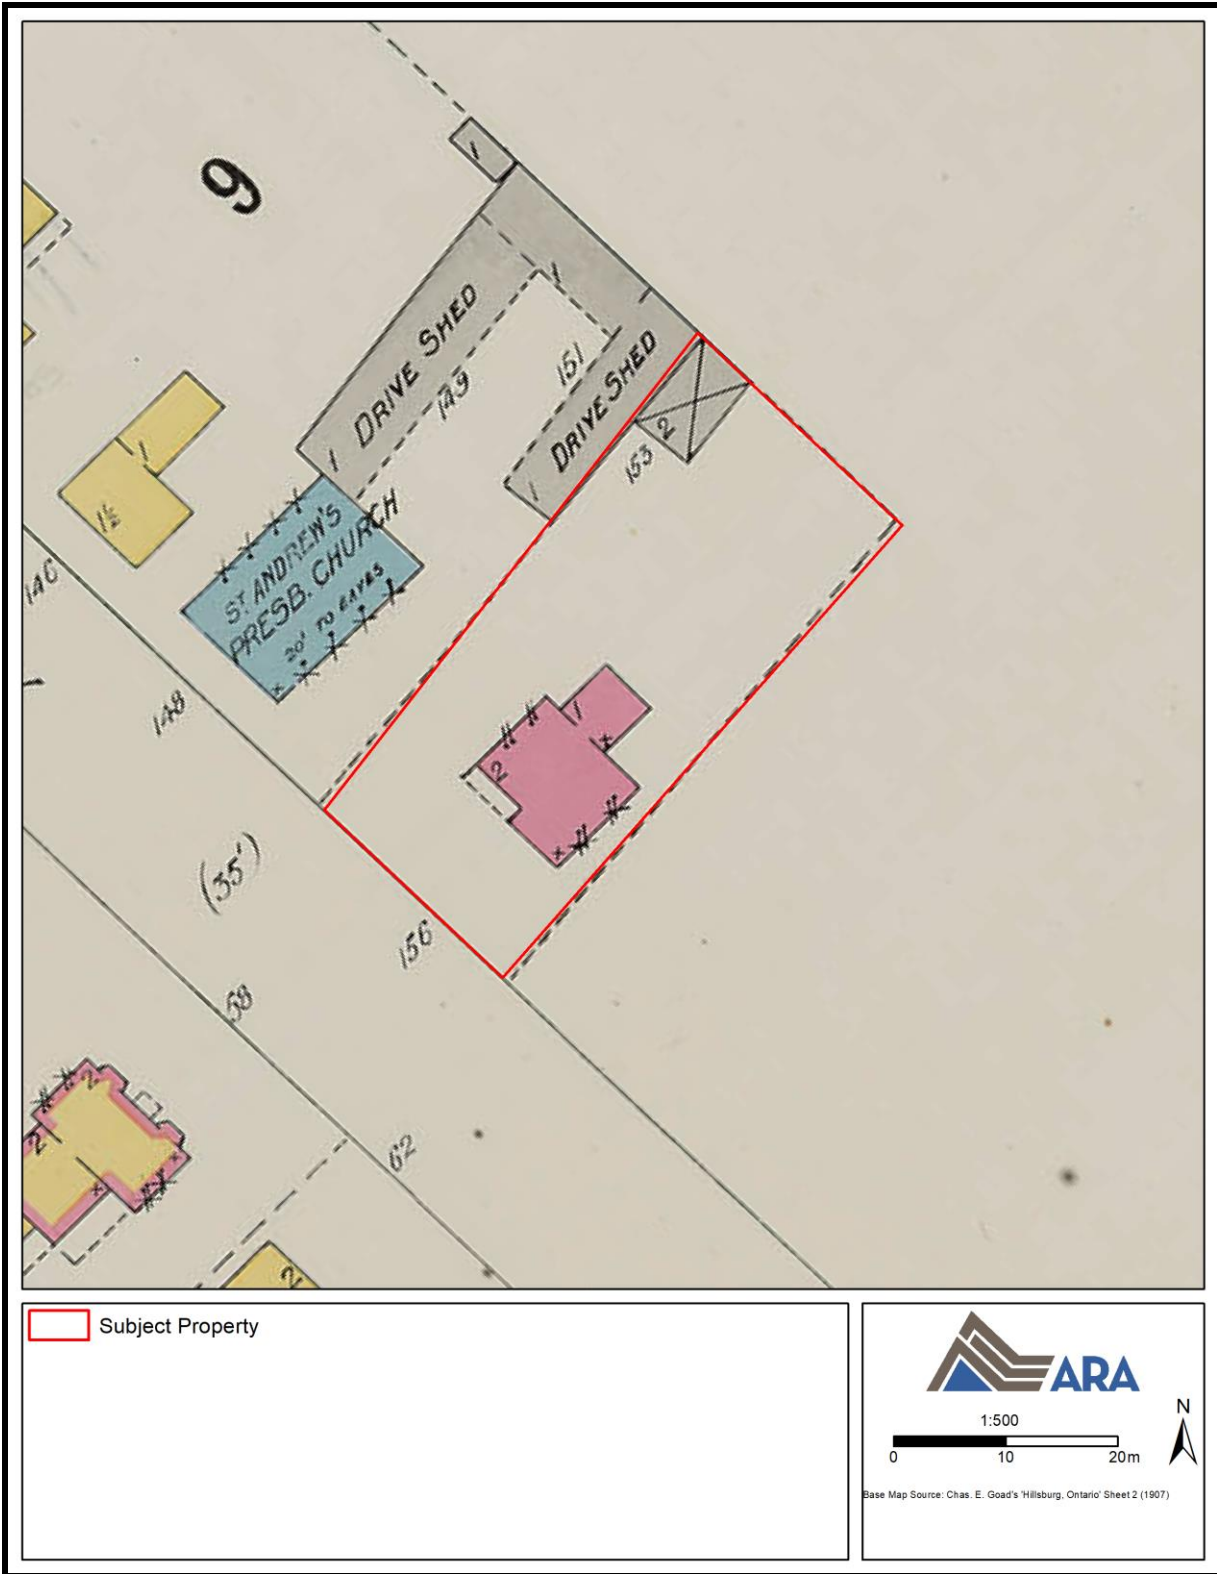 9
1
DRIVE SHED
1
149
151
1
DRIVE SHED
1
2
153
1
1½
ST. ANDREW'S
PRESB. CHURCH
20' TO EAVES
146
148
1
2
(35')
156
58
2
2
62
2
Subject Property
ARA
1:500
0 10 20m
N
Base Map Source: Chas. E. Goad's 'Hillsburg, Ontario' Sheet 2 (1907)